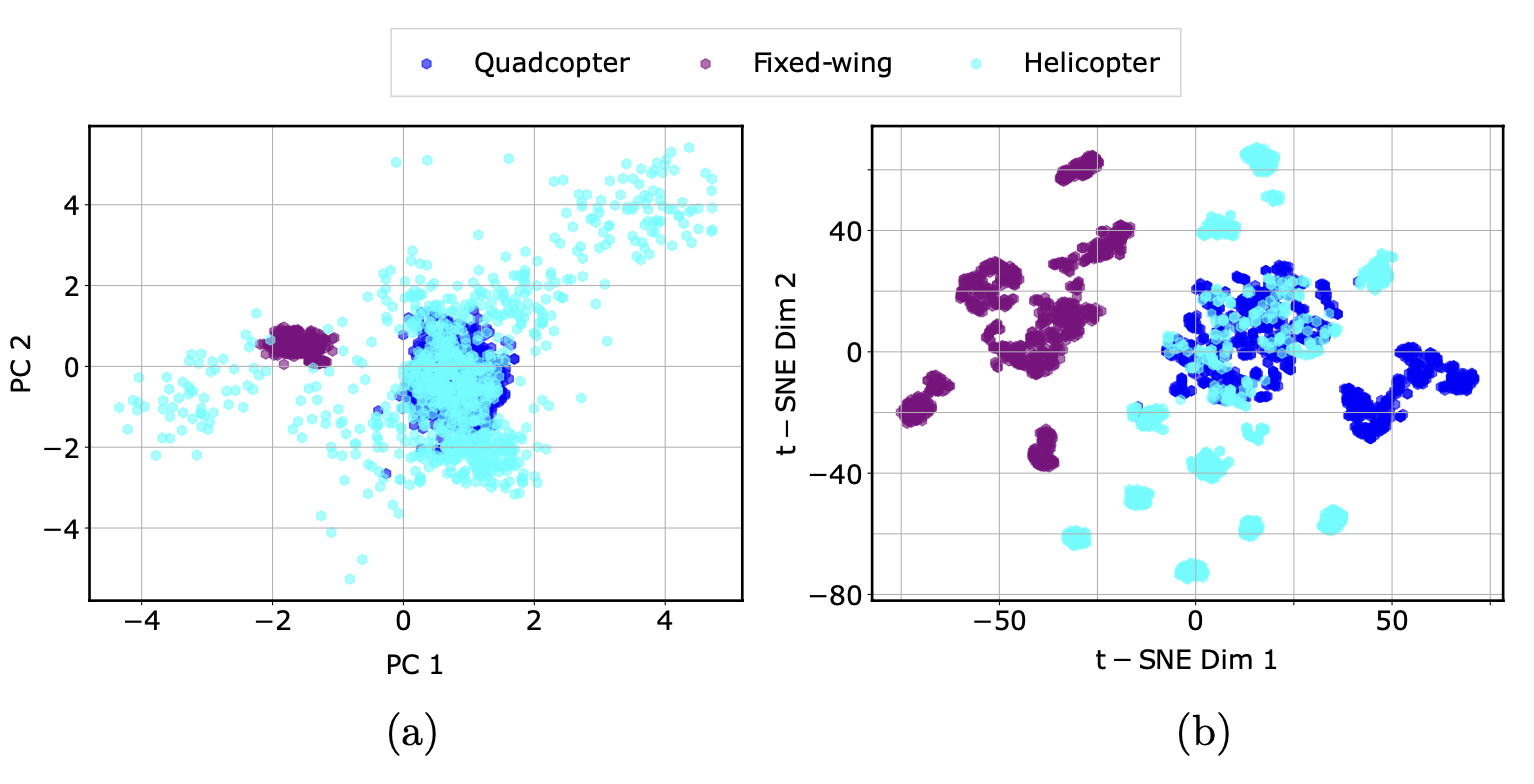 Quadcopter Fixed-wing Helicopter
4
2
0
−2
−4
PC 2
−4 −2 0 2 4
PC 1
(a)
40
0
−40
−80
t − SNE Dim 2
−50 0 50
t − SNE Dim 1
(b)